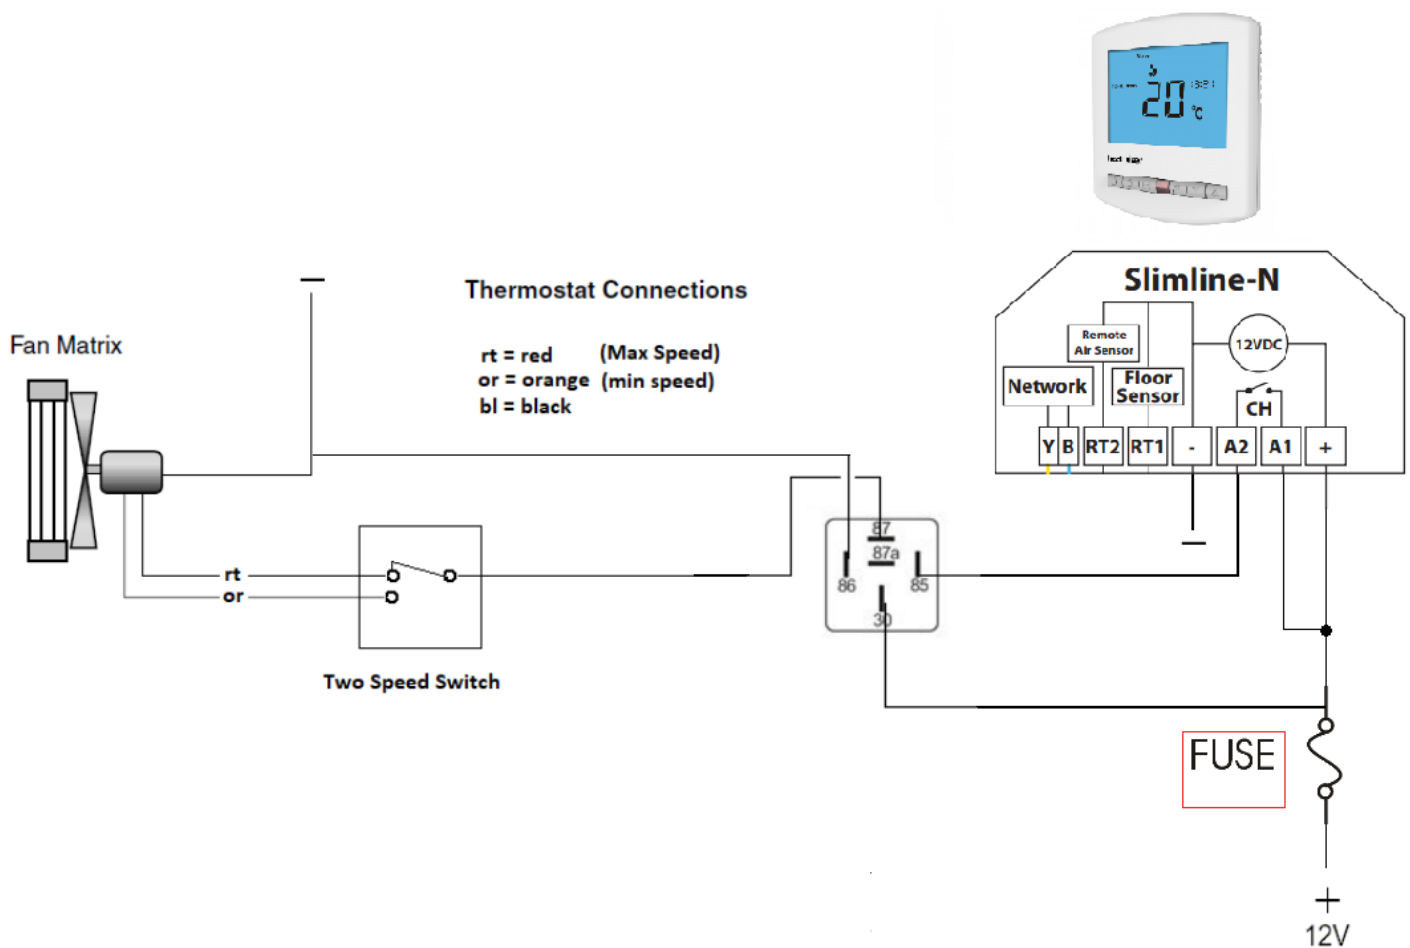 20 °C
Slimline-N
Thermostat Connections
Remote
Air Sensor
12VDC
Fan Matrix
rt = red (Max Speed)
or = orange (min speed)
bl = black
Network
Floor
Sensor
CH
Y B RT2 RT1 - A2 A1 +
87
87a
86 85
30
rt
or
Two Speed Switch
FUSE
+
12V